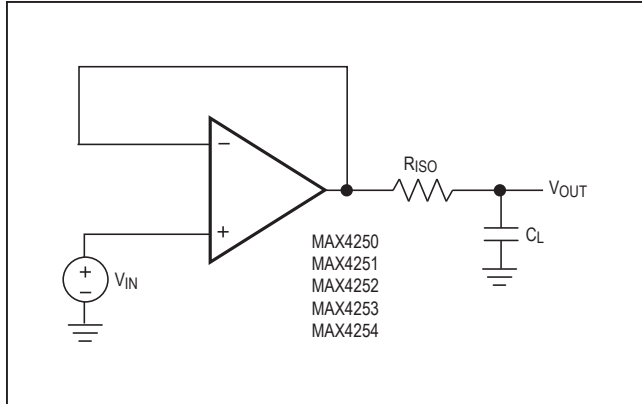 −
+
RISO
VOUT
CL
+
−
VIN
MAX4250
MAX4251
MAX4252
MAX4253
MAX4254